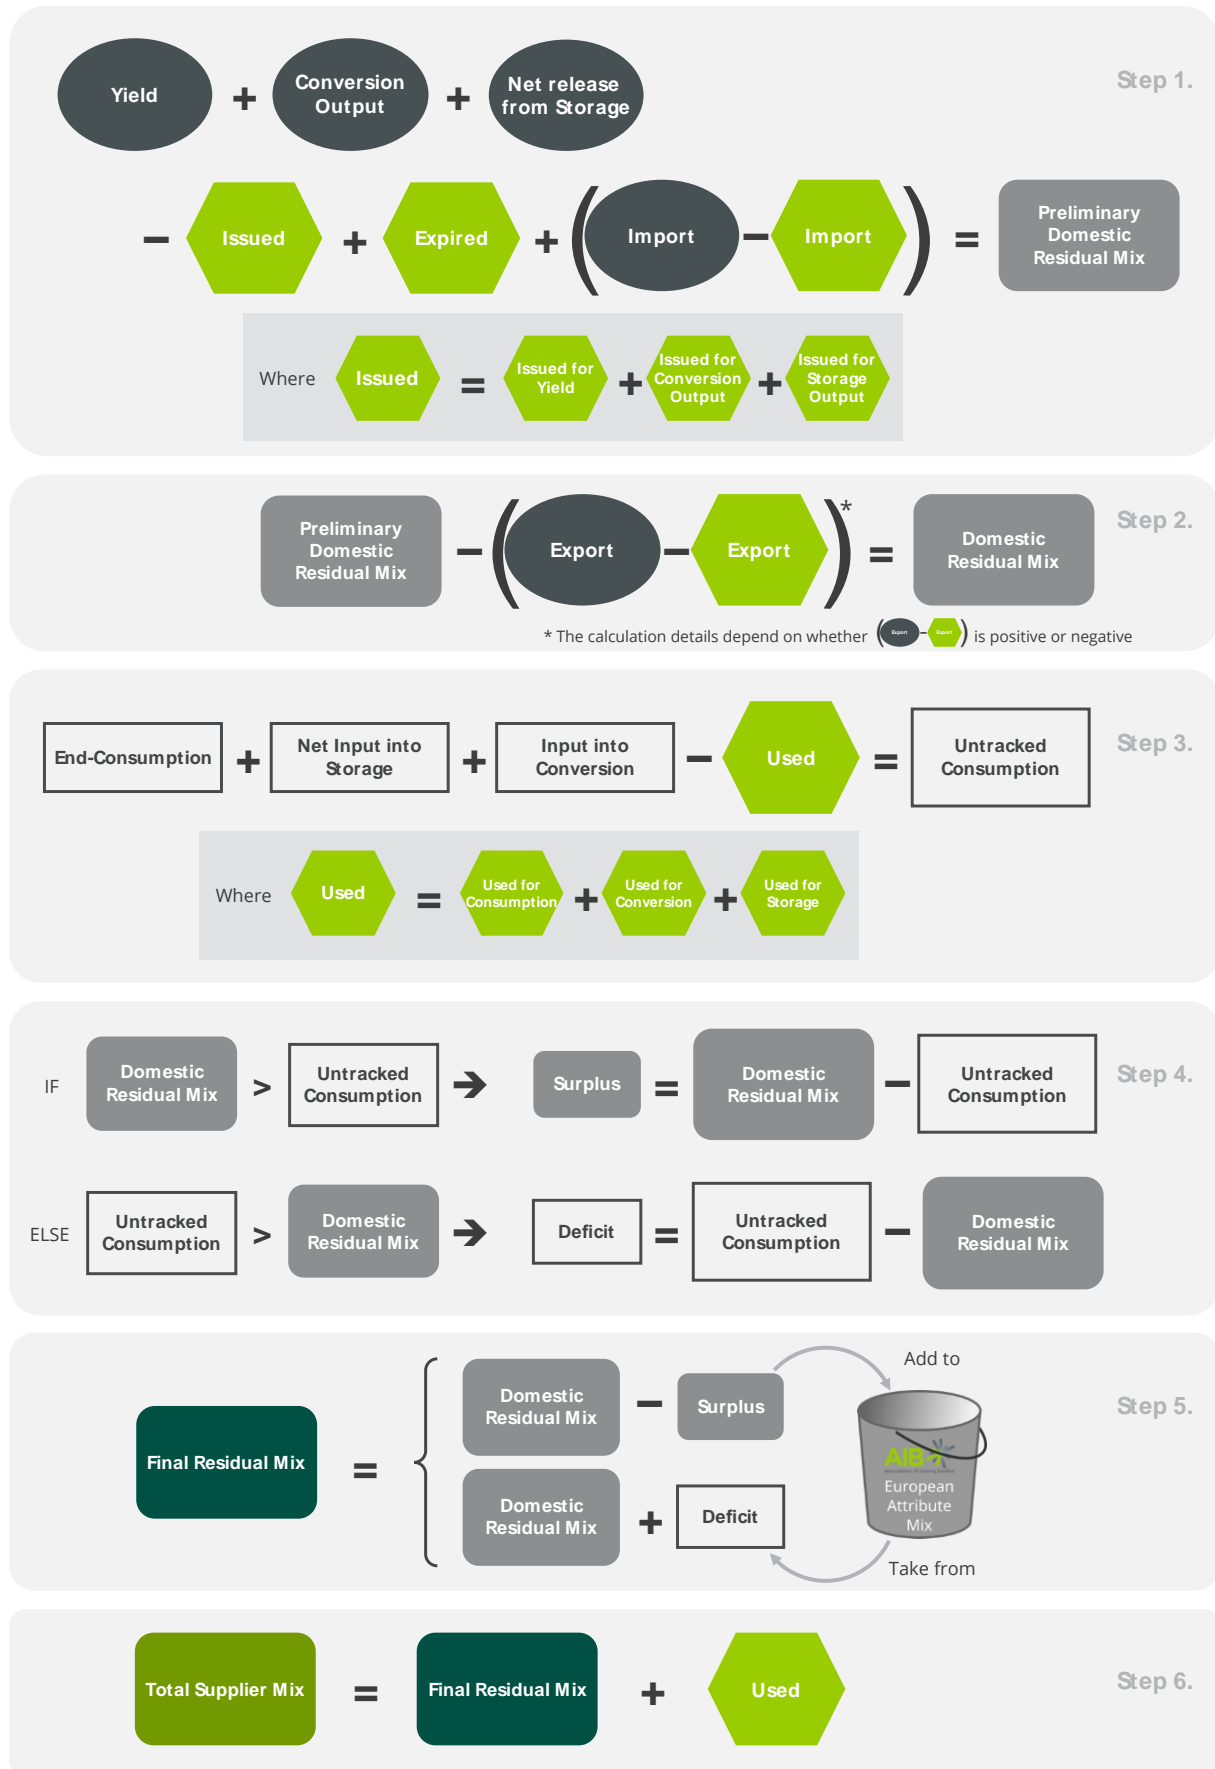 Step 1.
Yield
+
Conversion
Output
+
Net release
from Storage
−
Issued
+
Expired
+
(
Import
−
Import
)
=
Preliminary
Domestic
Residual Mix
Where
Issued
=
Issued for
Yield
+
Issued for
Conversion
Output
+
Issued for
Storage
Output
Step 2.
Preliminary
Domestic
Residual Mix
−
(
Export
−
Export
)*
=
Domestic
Residual Mix
* The calculation details depend on whether (Export − Export) is positive or negative
Step 3.
End-Consumption
+
Net Input into
Storage
+
Input into
Conversion
−
Used
=
Untracked
Consumption
Where
Used
=
Used for
Consumption
+
Used for
Conversion
+
Used for
Storage
Step 4.
IF
Domestic
Residual Mix
>
Untracked
Consumption
➔
Surplus
=
Domestic
Residual Mix
−
Untracked
Consumption
ELSE
Untracked
Consumption
>
Domestic
Residual Mix
➔
Deficit
=
Untracked
Consumption
−
Domestic
Residual Mix
Step 5.
Final Residual Mix
=
{
Domestic
Residual Mix
−
Surplus
Add to
Domestic
Residual Mix
+
Deficit
AIB
European
Attribute
Mix
Take from
Step 6.
Total Supplier Mix
=
Final Residual Mix
+
Used